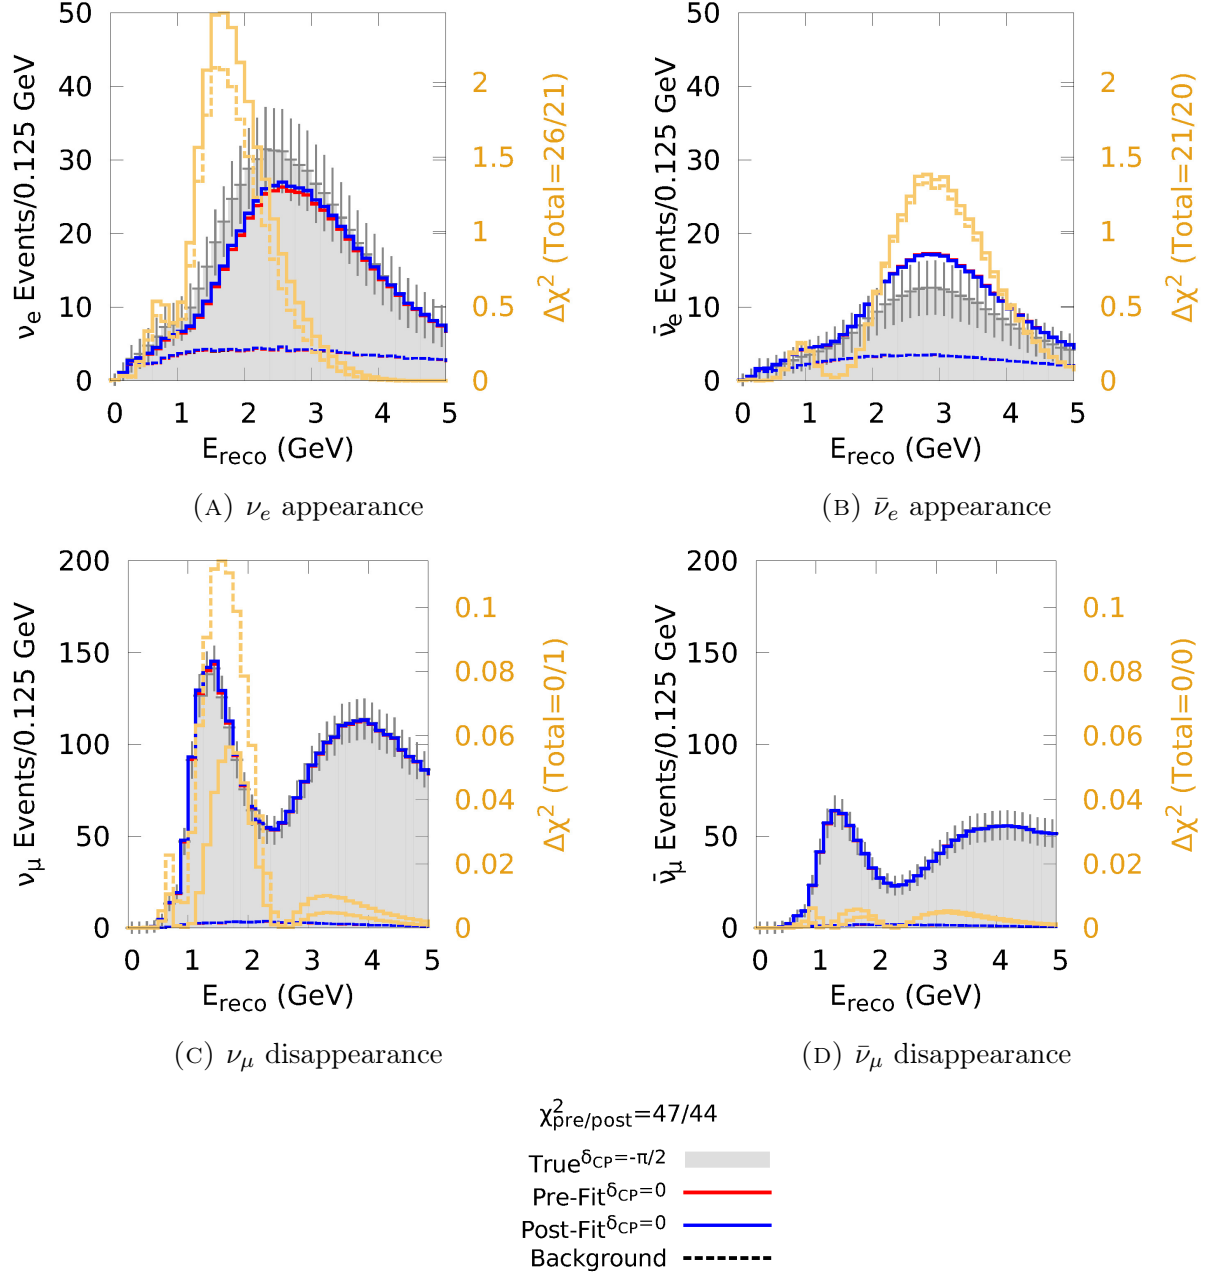 50
40
30
20
10
0
0 1 2 3 4 5
νe Events/0.125 GeV
Ereco (GeV)
2
1.5
1
0.5
0
Δχ² (Total=26/21)
(A) νe appearance
50
40
30
20
10
0
0 1 2 3 4 5
ν̄e Events/0.125 GeV
Ereco (GeV)
2
1.5
1
0.5
0
Δχ² (Total=21/20)
(B) ν̄e appearance
200
150
100
50
0
0 1 2 3 4 5
νμ Events/0.125 GeV
Ereco (GeV)
0.1
0.08
0.06
0.04
0.02
0
Δχ² (Total=0/1)
(C) νμ disappearance
200
150
100
50
0
0 1 2 3 4 5
ν̄μ Events/0.125 GeV
Ereco (GeV)
0.1
0.08
0.06
0.04
0.02
0
Δχ² (Total=0/0)
(D) ν̄μ disappearance
χ²pre/post=47/44
True δCP=-π/2
Pre-Fit δCP=0
Post-Fit δCP=0
Background